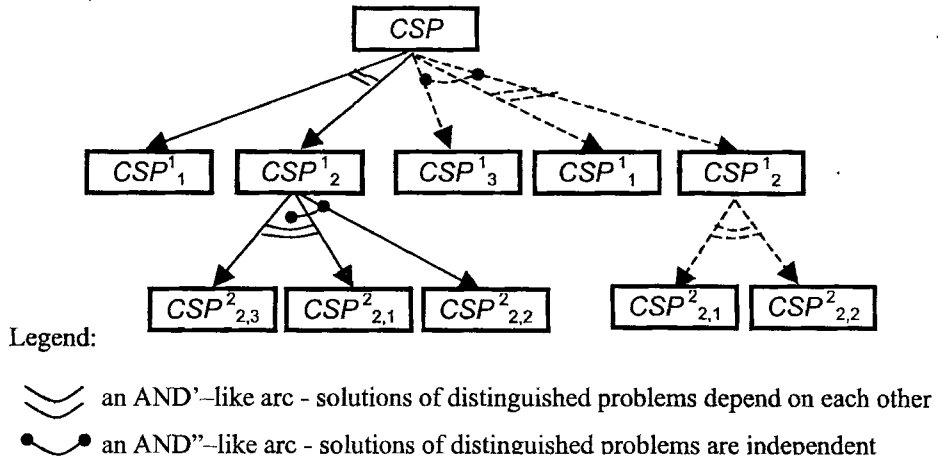 CSP
CSP¹₁ CSP¹₂ CSP¹₃ CSP¹₁ CSP¹₂
CSP²₂,₃ CSP²₂,₁ CSP²₂,₂ CSP²₂,₁ CSP²₂,₂
Legend:
an AND'–like arc - solutions of distinguished problems depend on each other
an AND"–like arc - solutions of distinguished problems are independent